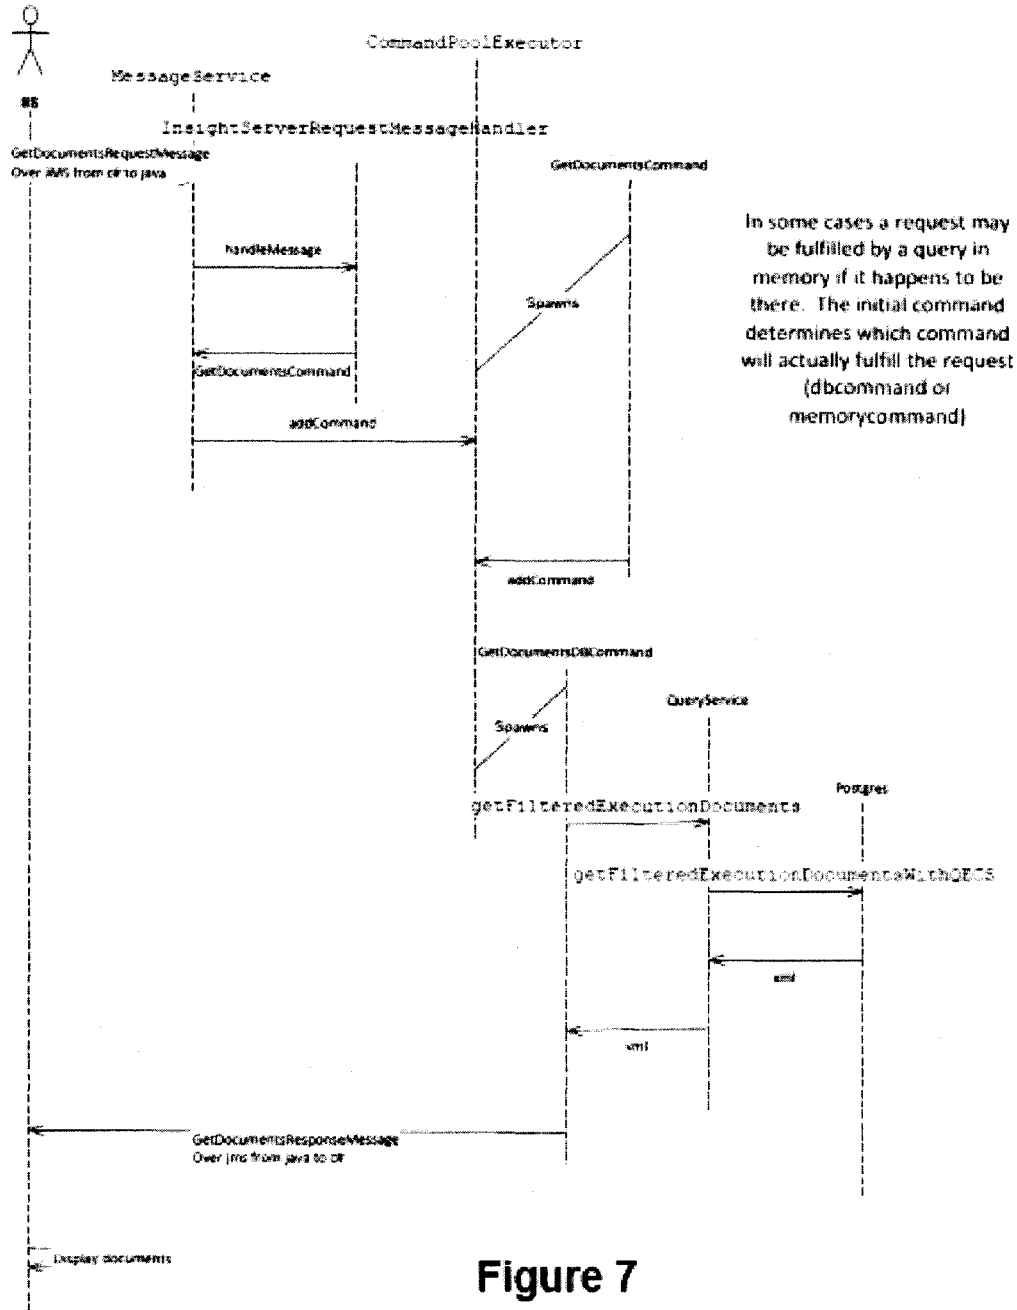 CommandPoolExecutor
MessageService
InsightServerRequestMessageHandler
GetDocumentsRequestMessage
Over JMS from clr to java
GetDocumentsCommand
In some cases a request may
be fulfilled by a query in
memory if it happens to be
there. The initial command
determines which command
will actually fulfill the request
(dbcommand or
memorycommand)
handleMessage
Spawns
GetDocumentsCommand
addCommand
addCommand
GetDocumentsDBCommand
QueryService
Spawns
Postgres
getFilteredExecutionDocuments
getFilteredExecutionDocumentsWithQECS
xml
xml
GetDocumentsResponseMessage
Over jms from java to clr
Display documents
Figure 7